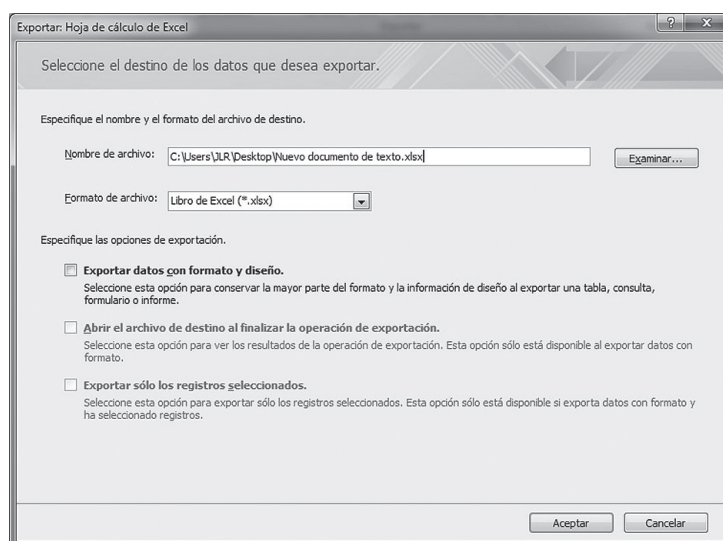 Exportar: Hoja de cálculo de Excel
Seleccione el destino de los datos que desea exportar.
Especifique el nombre y el formato del archivo de destino.
Nombre de archivo: C:\Users\JLR\Desktop\Nuevo documento de texto.xlsx Examinar...
Formato de archivo: Libro de Excel (*.xlsx)
Especifique las opciones de exportación.
Exportar datos con formato y diseño.
Seleccione esta opción para conservar la mayor parte del formato y la información de diseño al exportar una tabla, consulta,
formulario o informe.
Abrir el archivo de destino al finalizar la operación de exportación.
Seleccione esta opción para ver los resultados de la operación de exportación. Esta opción sólo está disponible al exportar datos con
formato.
Exportar sólo los registros seleccionados.
Seleccione esta opción para exportar sólo los registros seleccionados. Esta opción sólo está disponible si exporta datos con formato y
ha seleccionado registros.
Aceptar Cancelar